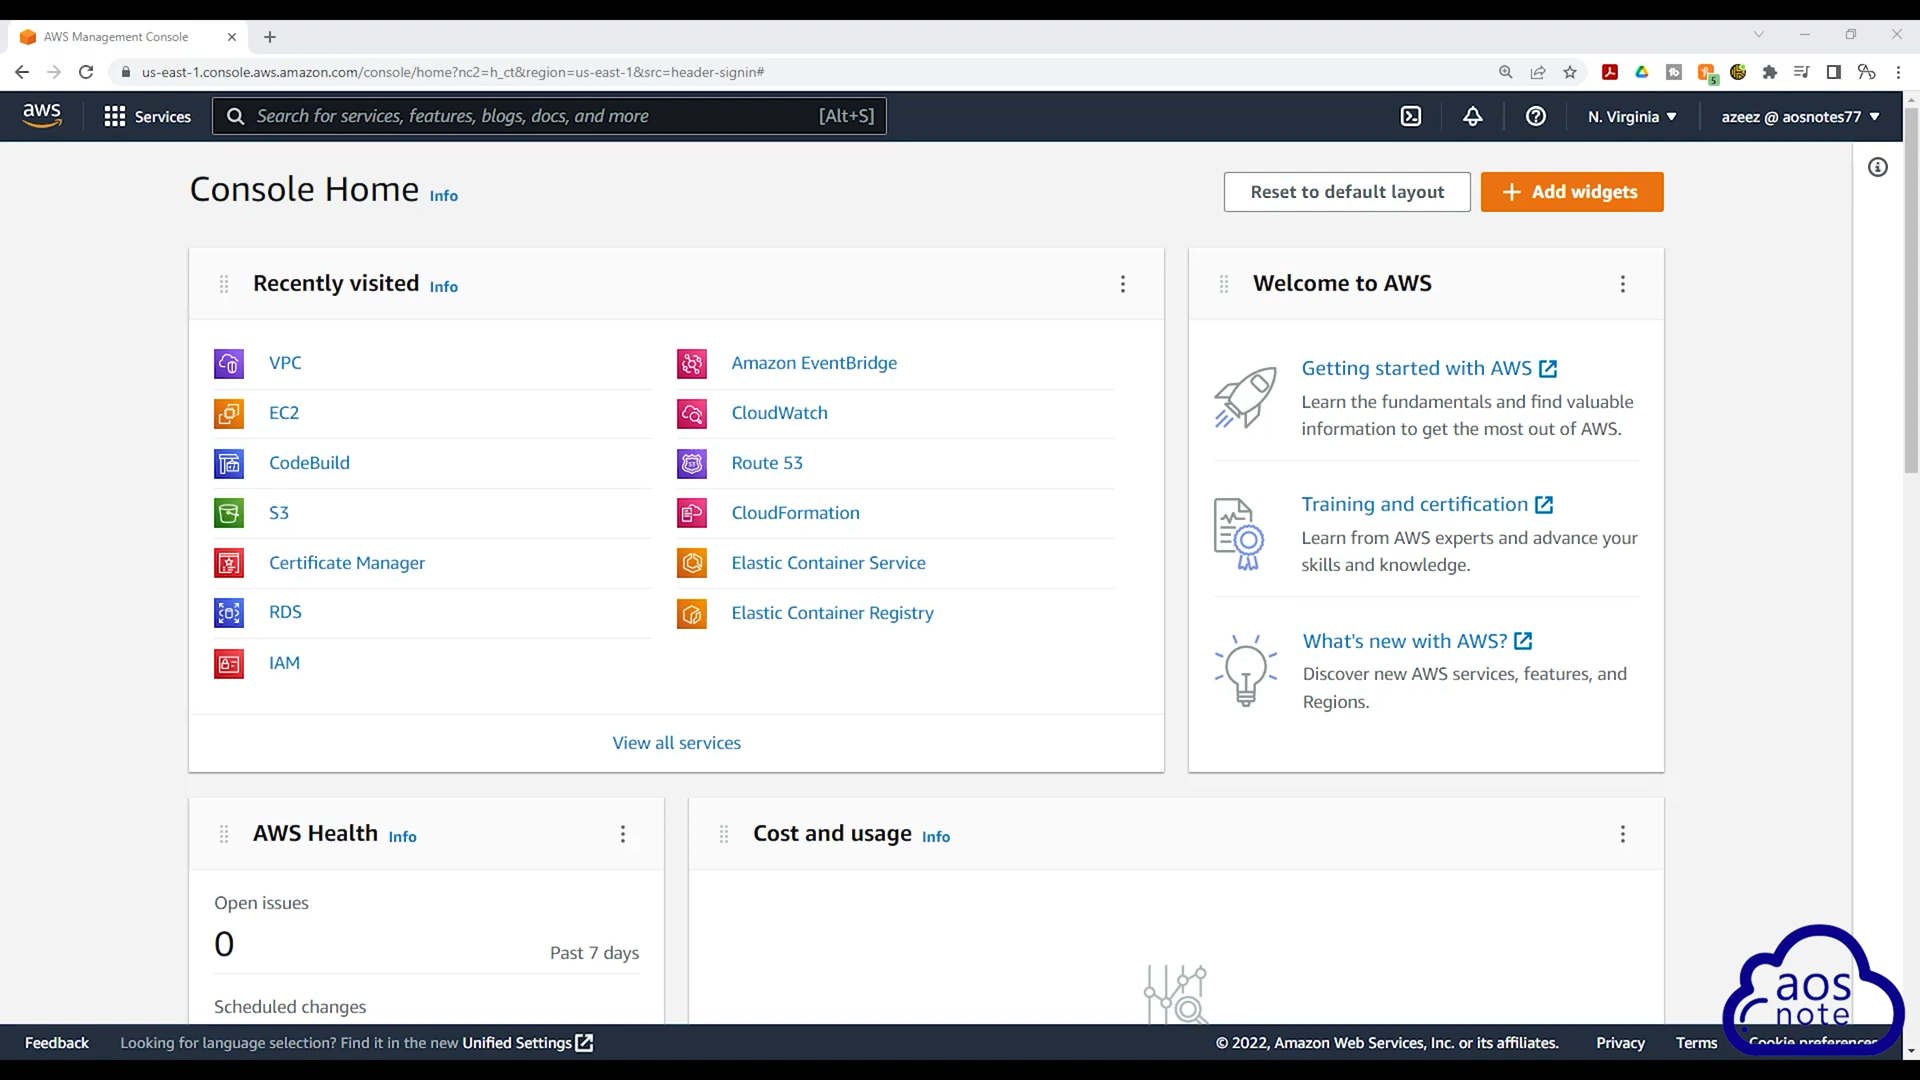 AWS Management Console
us-east-1.console.aws.amazon.com/console/home?nc2=h_ct&region=us-east-1&src=header-signin#
5
aws
Services
Search for services, features, blogs, docs, and more
[Alt+S]
N. Virginia
azeez @ aosnotes77
Console Home Info
Reset to default layout
Add widgets
Recently visited Info
VPC
EC2
CodeBuild
S3
Certificate Manager
RDS
IAM
Amazon EventBridge
CloudWatch
Route 53
CloudFormation
Elastic Container Service
Elastic Container Registry
View all services
Welcome to AWS
Getting started with AWS
Learn the fundamentals and find valuable
information to get the most out of AWS.
Training and certification
Learn from AWS experts and advance your
skills and knowledge.
What's new with AWS?
Discover new AWS services, features, and
Regions.
AWS Health Info
Open issues
0
Past 7 days
Scheduled changes
Cost and usage Info
aos
note
Feedback
Looking for language selection? Find it in the new Unified Settings
© 2022, Amazon Web Services, Inc. or its affiliates.
Privacy
Terms
Cookie preferences